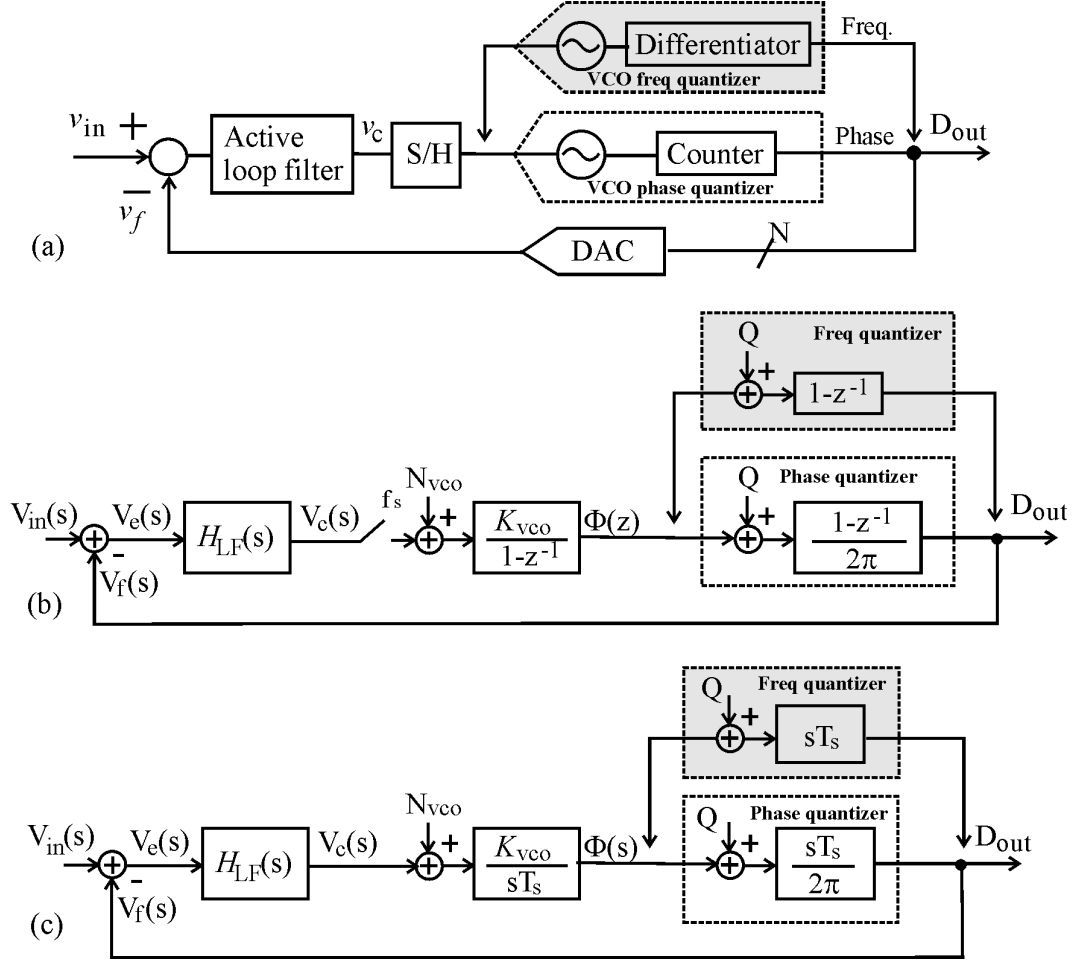 Freq.
Differentiator
VCO freq quantizer
v_in +
Active
loop filter
v_c
S/H
Phase
D_out
Counter
VCO phase quantizer
−
v_f
N
DAC
(a)
Freq quantizer
Q
+
1-z^-1
Phase quantizer
Q
+
1-z^-1
2π
D_out
V_in(s)
+
V_e(s)
-
H_LF(s)
V_c(s)
f_s
N_vco
+
+
K_vco
1-z^-1
Φ(z)
+
+
V_f(s)
(b)
Freq quantizer
Q
+
+
sT_s
Phase quantizer
Q
+
+
sT_s
2π
D_out
V_in(s)
+
V_e(s)
-
H_LF(s)
V_c(s)
N_vco
+
+
K_vco
sT_s
Φ(s)
V_f(s)
(c)